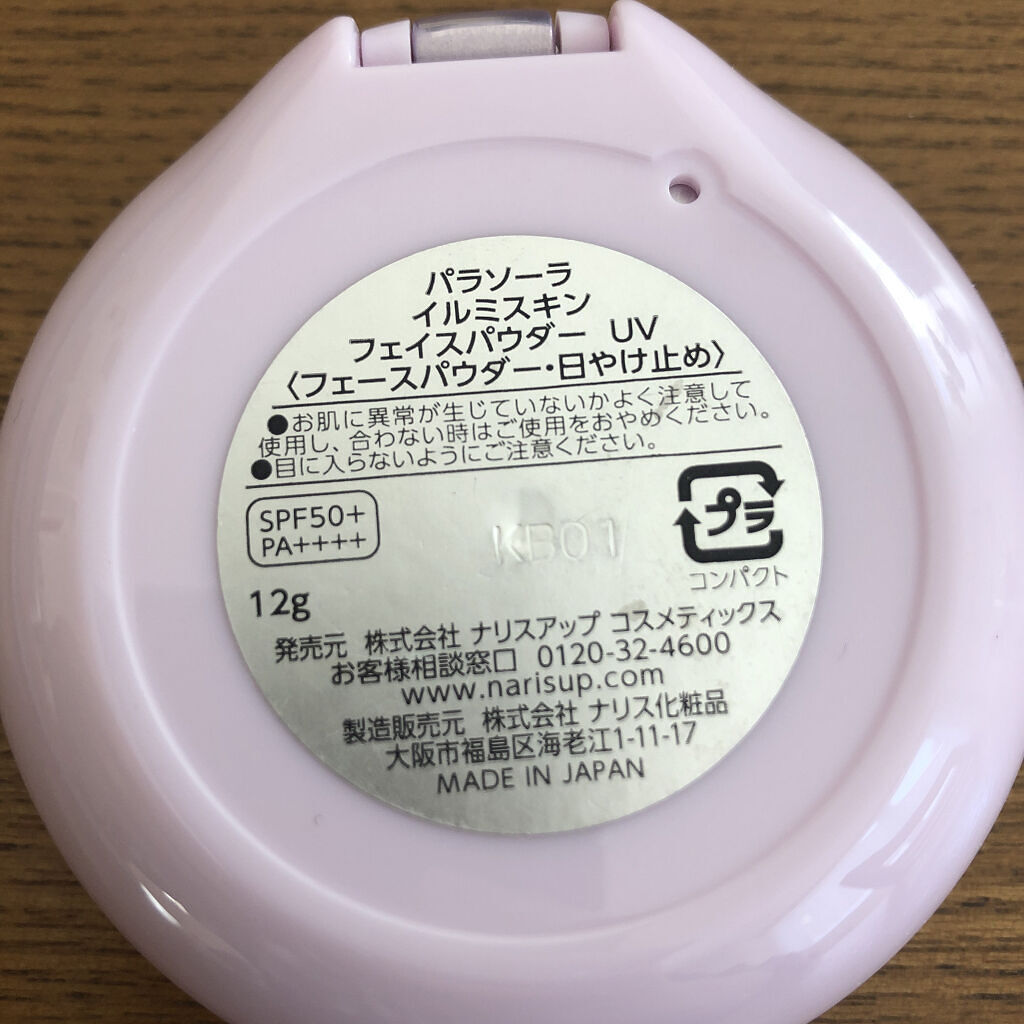 パラソーラ
イルミスキン
フェイスパウダー UV
〈フェースパウダー・日やけ止め〉
●お肌に異常が生じていないかよく注意して
使用し、合わない時はご使用をおやめください。
●目に入らないようにご注意ください。
SPF50+
PA++++
KB01
プラ
コンパクト
12g
発売元 株式会社 ナリスアップ コスメティックス
お客様相談窓口 0120-32-4600
www.narisup.com
製造販売元 株式会社 ナリス化粧品
大阪市福島区海老江1-11-17
MADE IN JAPAN